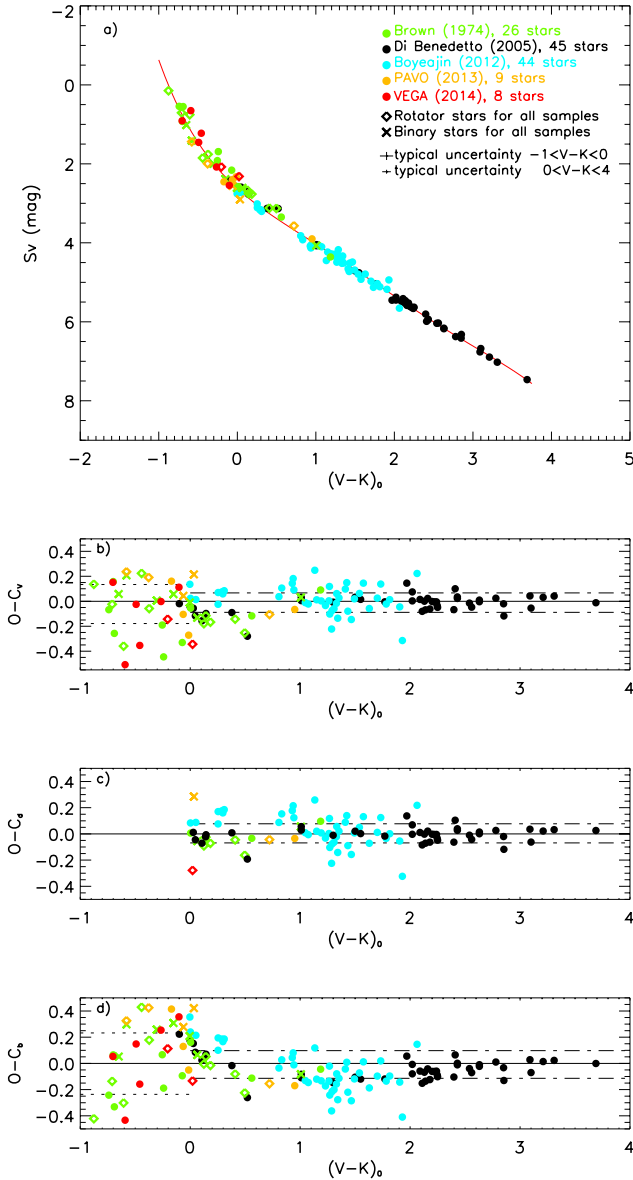 a)
Brown (1974), 26 stars
Di Benedetto (2005), 45 stars
Boyeajin (2012), 44 stars
PAVO (2013), 9 stars
VEGA (2014), 8 stars
Rotator stars for all samples
Binary stars for all samples
typical uncertainty −1<V−K<0
typical uncertainty 0<V−K<4
−2
0
2
4
6
8
Sv (mag)
−2 −1 0 1 2 3 4 5
(V−K)₀
b)
0.4
0.2
0.0
−0.2
−0.4
O−Cᵥ
−1 0 1 2 3 4
(V−K)₀
c)
0.4
0.2
0.0
−0.2
−0.4
O−C_d
−1 0 1 2 3 4
(V−K)₀
d)
0.4
0.2
0.0
−0.2
−0.4
O−C_b
−1 0 1 2 3 4
(V−K)₀